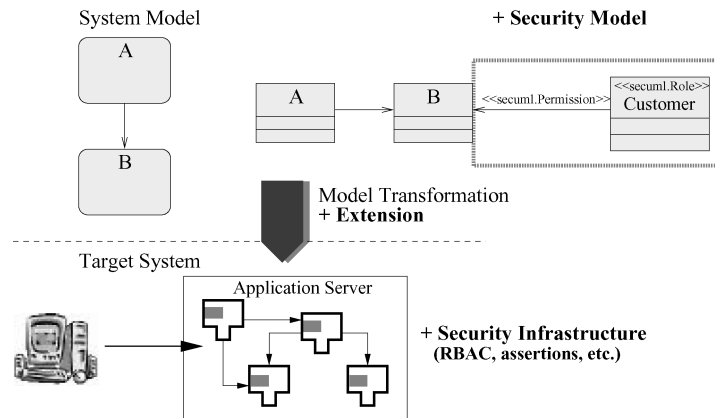 System Model
+ Security Model
A
B
A
B
<<secuml.Permission>>
<<secuml.Role>>
Customer
Model Transformation
+ Extension
Target System
Application Server
+ Security Infrastructure
(RBAC, assertions, etc.)